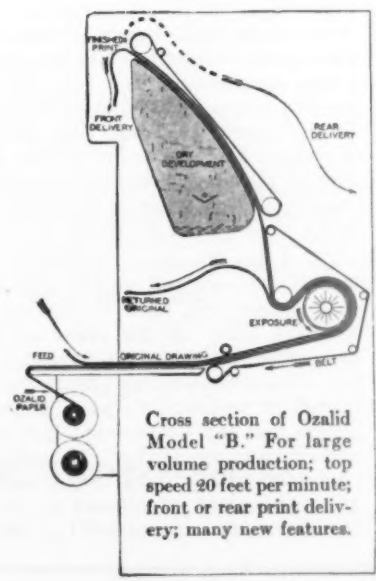 FINISHED
PRINT
FRONT
DELIVERY
REAR
DELIVERY
DRY
DEVELOPMENT
RETURNED
ORIGINAL
EXPOSURE
FEED
ORIGINAL DRAWING
BELT
OZALID
PAPER
Cross section of Ozalid
Model "B." For large
volume production; top
speed 20 feet per minute;
front or rear print deliv-
ery; many new features.